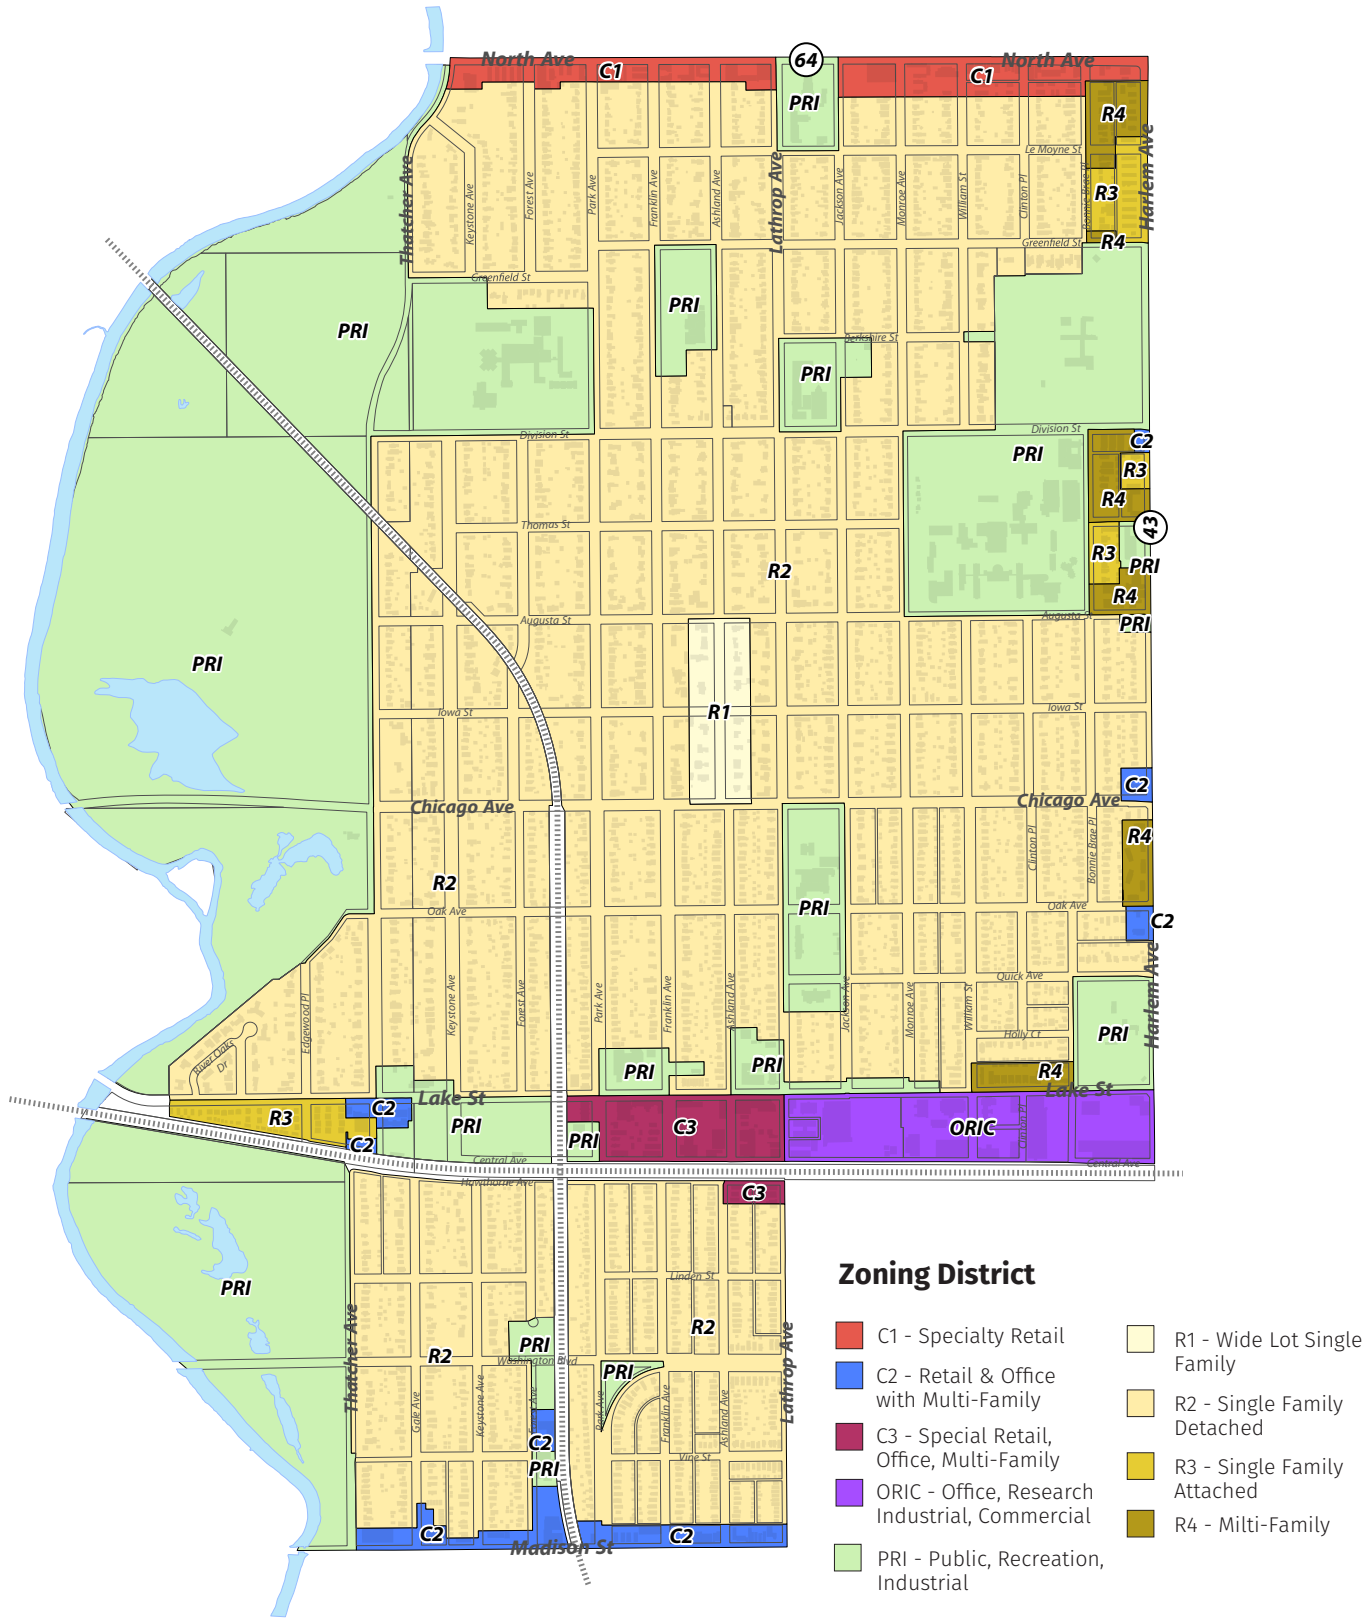 North Ave
C1
64
C1
North Ave
PRI
R4
Le Moyne St
Harlem Ave
Thatcher Ave
Keystone Ave
Forest Ave
Park Ave
Franklin Ave
Ashland Ave
Lathrop Ave
Jackson Ave
Monroe Ave
William St
Clinton Pl
Bonnie Brae Pl
R3
R4
Greenfield St
Greenfield St
PRI
PRI
Berkshire St
PRI
Division St
Division St
PRI
C2
R3
R4
Thomas St
43
R3
PRI
R4
R2
Augusta St
Augusta St
PRI
PRI
R1
Iowa St
Iowa St
C2
Chicago Ave
Chicago Ave
R4
Clinton Pl
Bonnie Brae Pl
R2
PRI
Oak Ave
Oak Ave
C2
Harlem Ave
Quick Ave
Edgewood Pl
Keystone Ave
Forest Ave
Park Ave
Franklin Ave
Ashland Ave
Jackson Ave
Monroe Ave
William St
Holly Ct
PRI
River Oaks
Dr
PRI
PRI
R4
Lake St
Lake St
R3
C2
PRI
C2
PRI
C3
ORIC
Clinton Pl
Central Ave
Central Ave
Hawthorne Ave
C3
PRI
Linden St
R2
Thatcher Ave
Lathrop Ave
PRI
R2
Washington Blvd
PRI
Gale Ave
Keystone Ave
Park Ave
Franklin Ave
Ashland Ave
C2
Vine St
PRI
C2
C2
Madison St
Zoning District
C1 - Specialty Retail
C2 - Retail & Office
with Multi-Family
C3 - Special Retail,
Office, Multi-Family
ORIC - Office, Research
Industrial, Commercial
PRI - Public, Recreation,
Industrial
R1 - Wide Lot Single
Family
R2 - Single Family
Detached
R3 - Single Family
Attached
R4 - Milti-Family